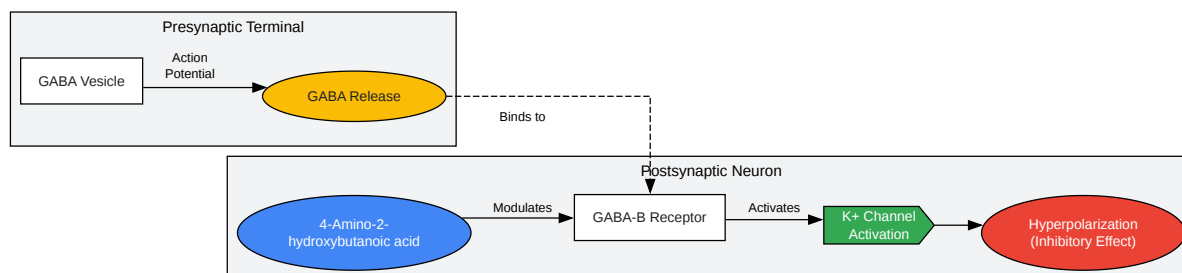 Presynaptic Terminal
GABA Vesicle
Action
Potential
GABA Release
Binds to
Postsynaptic Neuron
4-Amino-2-
hydroxybutanoic acid
Modulates
GABA-B Receptor
Activates
K+ Channel
Activation
Hyperpolarization
(Inhibitory Effect)